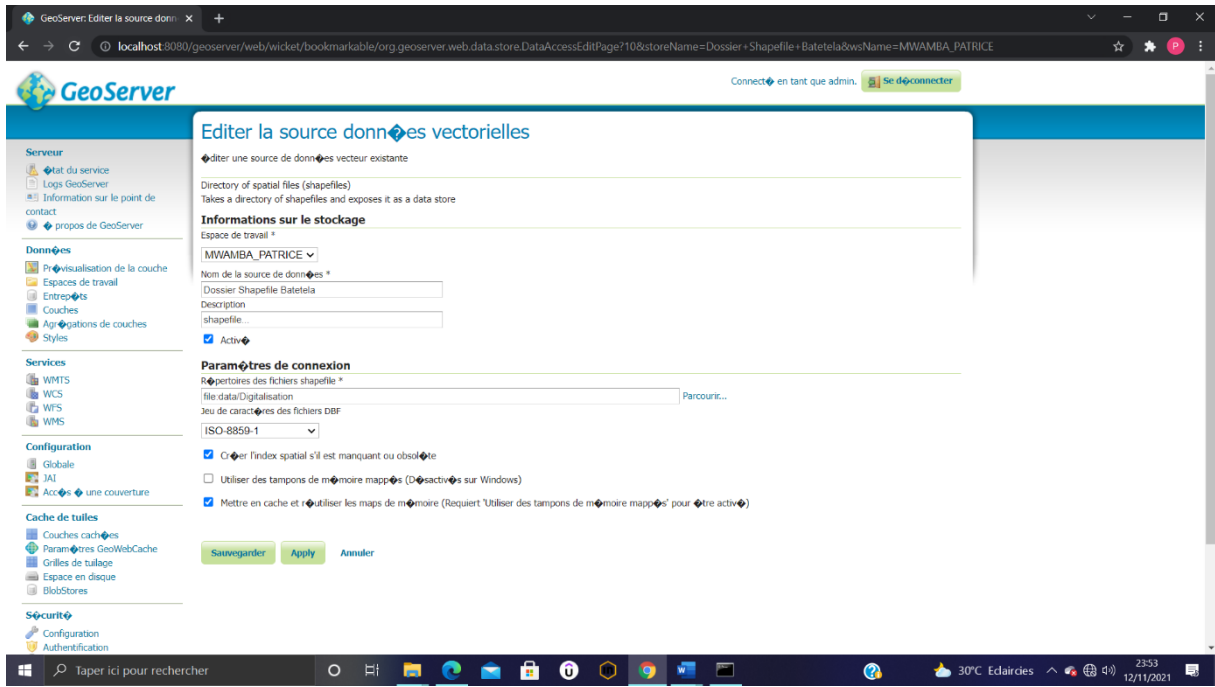 GeoServer: Editer la source donn
localhost:8080/geoserver/web/wicket/bookmarkable/org.geoserver.web.data.store.DataAccessEditPage?10&storeName=Dossier+Shapefile+Batetela&wsName=MWAMBA_PATRICE
P
GeoServer
Connect� en tant que admin.
Se d�connecter
Serveur
�tat du service
Logs GeoServer
Information sur le point de
contact
� propos de GeoServer
Donn�es
Pr�visualisation de la couche
Espaces de travail
Entrep�ts
Couches
Agr�gations de couches
Styles
Services
WMTS
WCS
WFS
WMS
Configuration
Globale
JAI
Acc�s � une couverture
Cache de tuiles
Couches cach�es
Param�tres GeoWebCache
Grilles de tuilage
Espace en disque
BlobStores
S�curit�
Configuration
Authentification
Editer la source donn�es vectorielles
�diter une source de donn�es vecteur existante
Directory of spatial files (shapefiles)
Takes a directory of shapefiles and exposes it as a data store
Informations sur le stockage
Espace de travail *
MWAMBA_PATRICE
Nom de la source de donn�es *
Dossier Shapefile Batetela
Description
shapefile...
Activ�
Param�tres de connexion
R�pertoires des fichiers shapefile *
file:data/Digitalisation
Parcourir...
Jeu de caract�res des fichiers DBF
ISO-8859-1
Cr�er l'index spatial s'il est manquant ou obsol�te
Utiliser des tampons de m�moire mapp�s (D�sactiv�s sur Windows)
Mettre en cache et r�utiliser les maps de m�moire (Requiert 'Utiliser des tampons de m�moire mapp�s' pour �tre activ�)
Sauvegarder
Apply
Annuler
Taper ici pour rechercher
30°C Eclaircies
23:53
12/11/2021